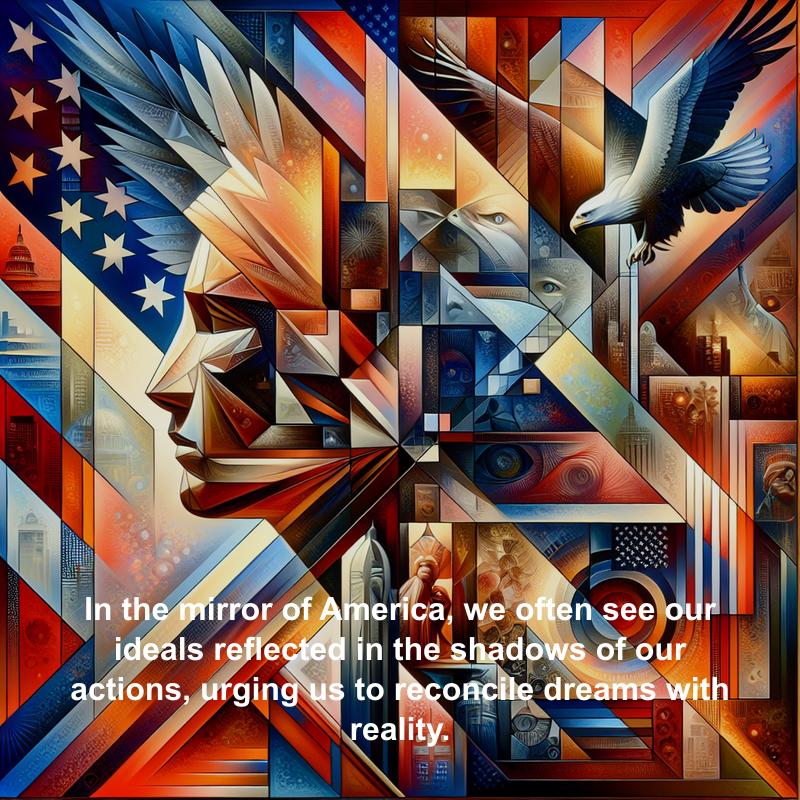 In the mirror of America, we often see our
ideals reflected in the shadows of our
actions, urging us to reconcile dreams with
reality.